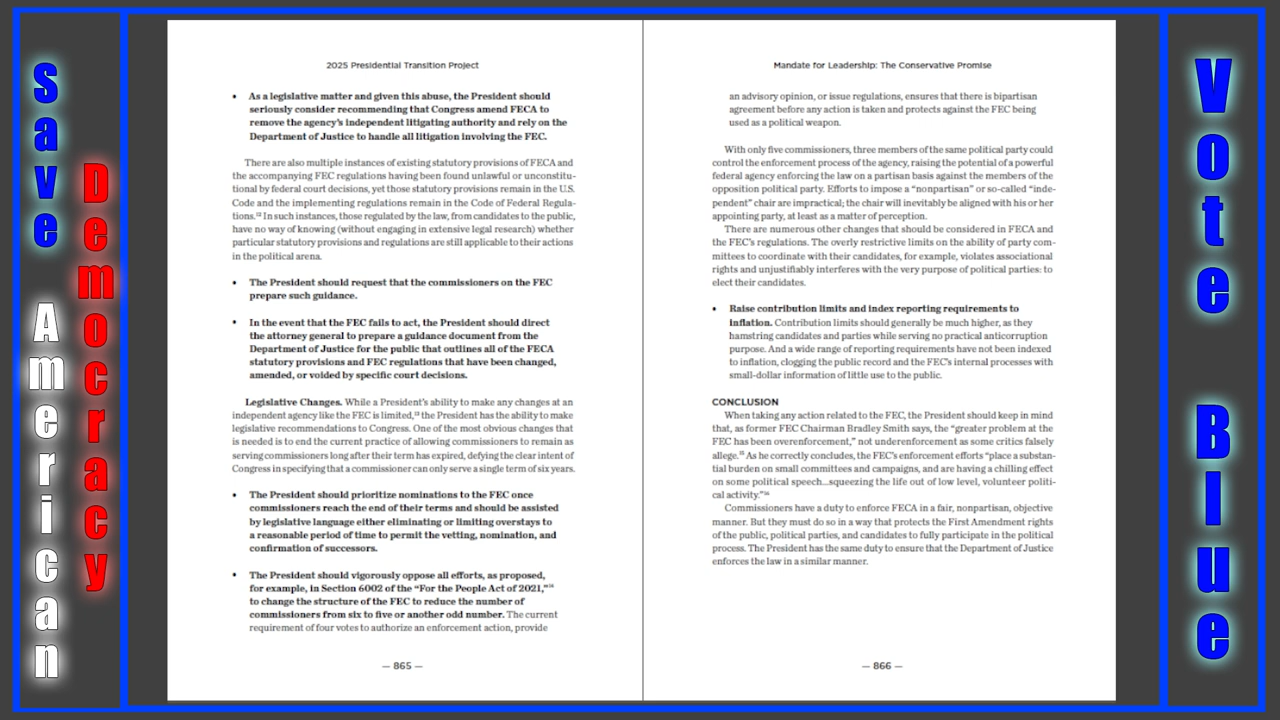 Save American
Democracy
2025 Presidential Transition Project
• As a legislative matter and given this abuse, the President should
seriously consider recommending that Congress amend FECA to
remove the agency's independent litigating authority and rely on the
Department of Justice to handle all litigation involving the FEC.
There are also multiple instances of existing statutory provisions of FECA and
the accompanying FEC regulations having been found unlawful or unconstitu-
tional by federal court decisions, yet those statutory provisions remain in the U.S.
Code and the implementing regulations remain in the Code of Federal Regula-
tions.12 In such instances, those regulated by the law, from candidates to the public,
have no way of knowing (without engaging in extensive legal research) whether
particular statutory provisions and regulations are still applicable to their actions
in the political arena.
• The President should request that the commissioners on the FEC
prepare such guidance.
• In the event that the FEC fails to act, the President should direct
the attorney general to prepare a guidance document from the
Department of Justice for the public that outlines all of the FECA
statutory provisions and FEC regulations that have been changed,
amended, or voided by specific court decisions.
Legislative Changes. While a President's ability to make any changes at an
independent agency like the FEC is limited,13 the President has the ability to make
legislative recommendations to Congress. One of the most obvious changes that
is needed is to end the current practice of allowing commissioners to remain as
serving commissioners long after their term has expired, defying the clear intent of
Congress in specifying that a commissioner can only serve a single term of six years.
• The President should prioritize nominations to the FEC once
commissioners reach the end of their terms and should be assisted
by legislative language either eliminating or limiting overstays to
a reasonable period of time to permit the vetting, nomination, and
confirmation of successors.
• The President should vigorously oppose all efforts, as proposed,
for example, in Section 6002 of the "For the People Act of 2021,"14
to change the structure of the FEC to reduce the number of
commissioners from six to five or another odd number. The current
requirement of four votes to authorize an enforcement action, provide
— 865 —
Mandate for Leadership: The Conservative Promise
an advisory opinion, or issue regulations, ensures that there is bipartisan
agreement before any action is taken and protects against the FEC being
used as a political weapon.
With only five commissioners, three members of the same political party could
control the enforcement process of the agency, raising the potential of a powerful
federal agency enforcing the law on a partisan basis against the members of the
opposition political party. Efforts to impose a "nonpartisan" or so-called "inde-
pendent" chair are impractical; the chair will inevitably be aligned with his or her
appointing party, at least as a matter of perception.
There are numerous other changes that should be considered in FECA and
the FEC's regulations. The overly restrictive limits on the ability of party com-
mittees to coordinate with their candidates, for example, violates associational
rights and unjustifiably interferes with the very purpose of political parties: to
elect their candidates.
• Raise contribution limits and index reporting requirements to
inflation. Contribution limits should generally be much higher, as they
hamstring candidates and parties while serving no practical anticorruption
purpose. And a wide range of reporting requirements have not been indexed
to inflation, clogging the public record and the FEC's internal processes with
small-dollar information of little use to the public.
CONCLUSION
When taking any action related to the FEC, the President should keep in mind
that, as former FEC Chairman Bradley Smith says, the "greater problem at the
FEC has been overenforcement," not underenforcement as some critics falsely
allege.15 As he correctly concludes, the FEC's enforcement efforts "place a substan-
tial burden on small committees and campaigns, and are having a chilling effect
on some political speech...squeezing the life out of low level, volunteer politi-
cal activity."16
Commissioners have a duty to enforce FECA in a fair, nonpartisan, objective
manner. But they must do so in a way that protects the First Amendment rights
of the public, political parties, and candidates to fully participate in the political
process. The President has the same duty to ensure that the Department of Justice
enforces the law in a similar manner.
— 866 —
Vote Blue